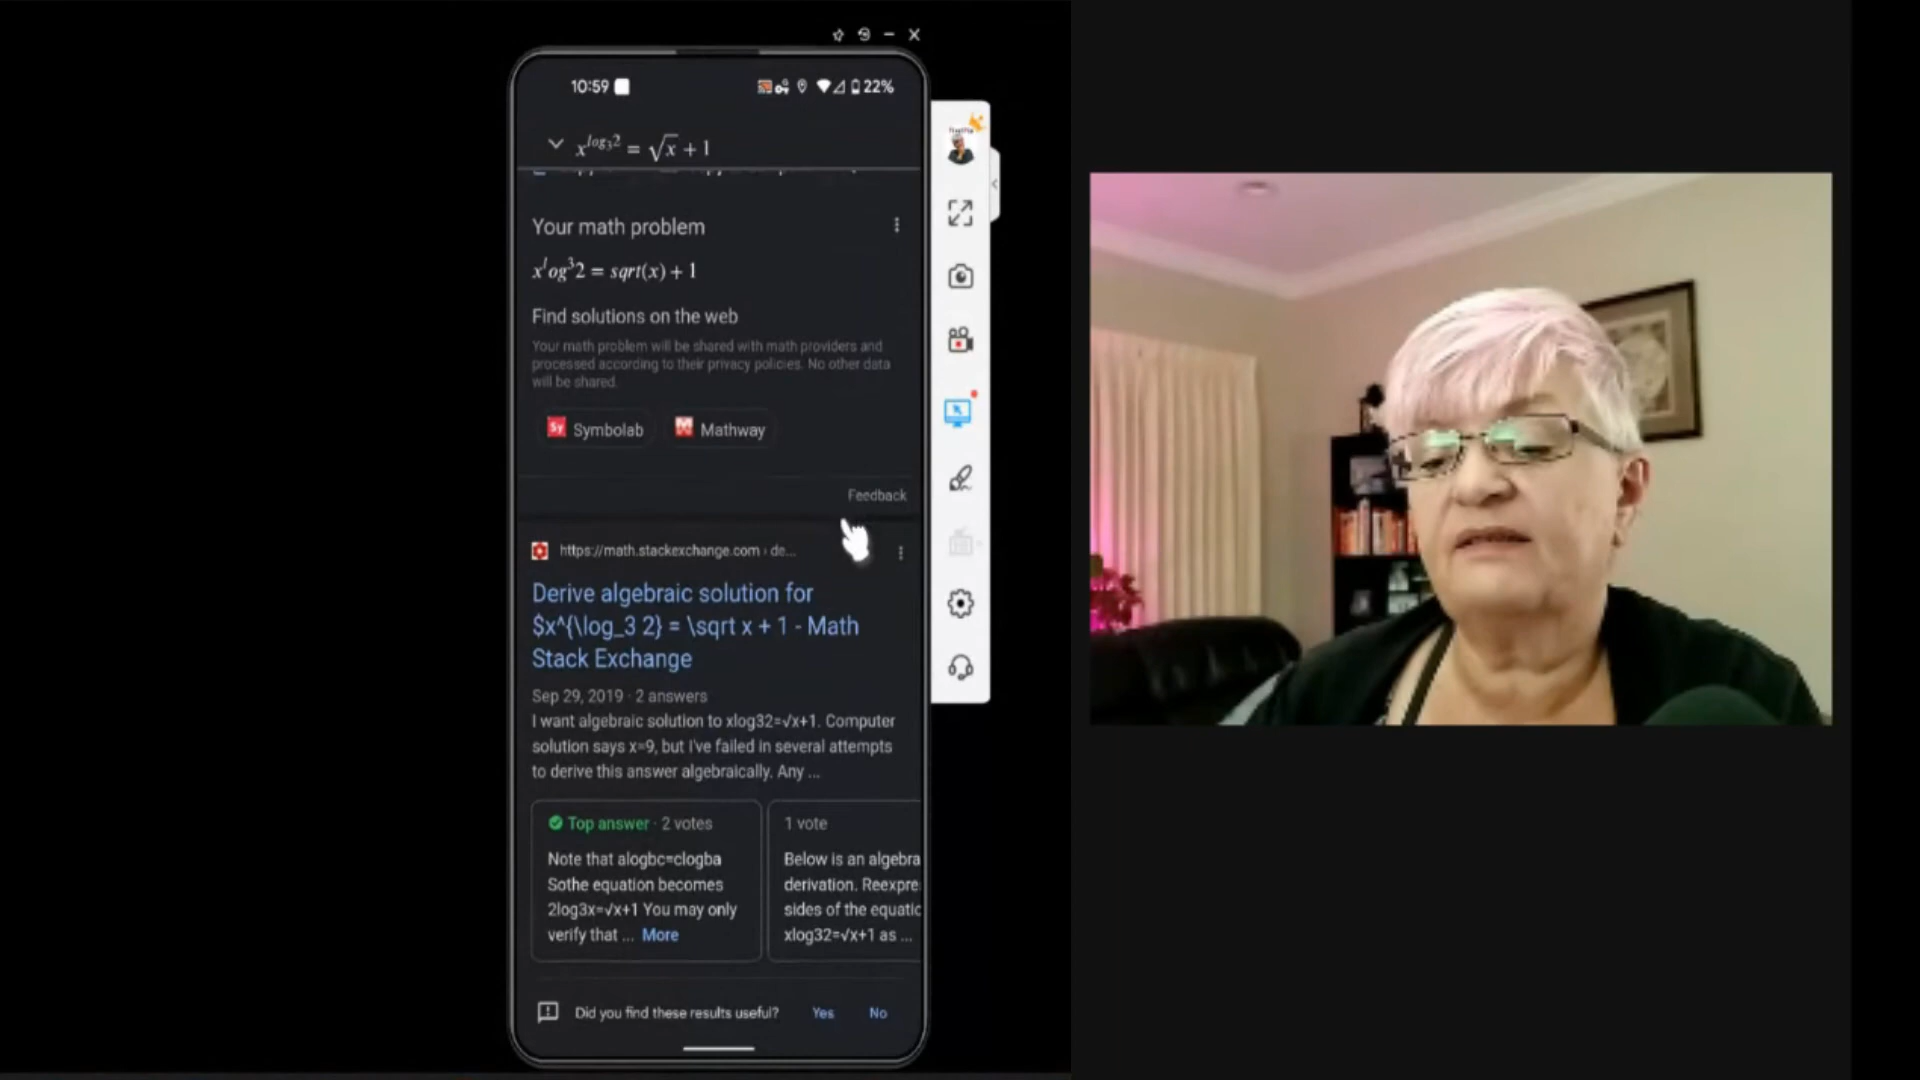 10:59
22%
x^log₃2 = √x + 1
Your math problem
x^l og^3 2 = sqrt(x) + 1
Find solutions on the web
Your math problem will be shared with math providers and
processed according to their privacy policies. No other data
will be shared.
Sy Symbolab
Mathway
Feedback
https://math.stackexchange.com › de...
Derive algebraic solution for
$x^{\log_3 2} = \sqrt x + 1 - Math
Stack Exchange
Sep 29, 2019 · 2 answers
I want algebraic solution to xlog32=√x+1. Computer
solution says x=9, but I've failed in several attempts
to derive this answer algebraically. Any ...
Top answer · 2 votes
Note that alogbc=clogba
Sothe equation becomes
2log3x=√x+1 You may only
verify that ... More
1 vote
Below is an algebra
derivation. Reexpre
sides of the equatic
xlog32=√x+1 as ...
Did you find these results useful?
Yes
No